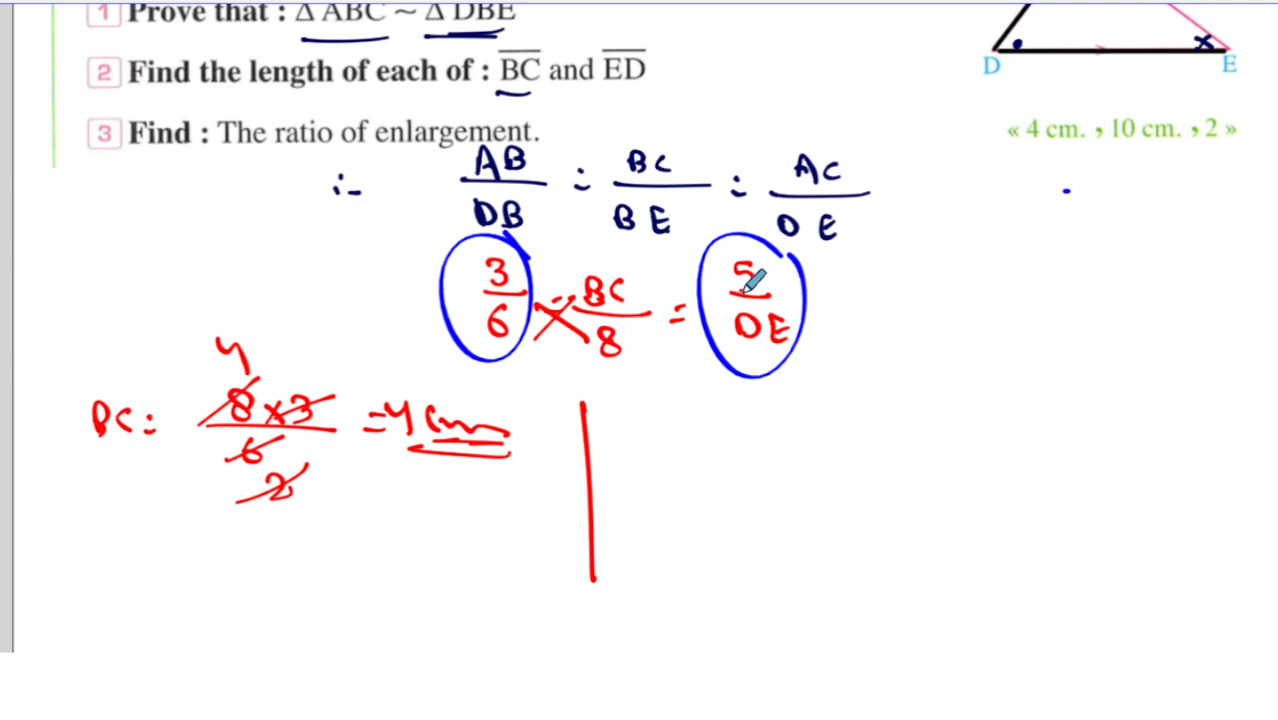 1 Prove that : Δ ABC ~ Δ DBE
2 Find the length of each of : BC and ED
3 Find : The ratio of enlargement.
D
E
« 4 cm. , 10 cm. , 2 »
∴ AB/DB = BC/BE = AC/DE
3/6 = BC/8 = 5/DE
BC = 8×3/6 = 4 cm
4
2